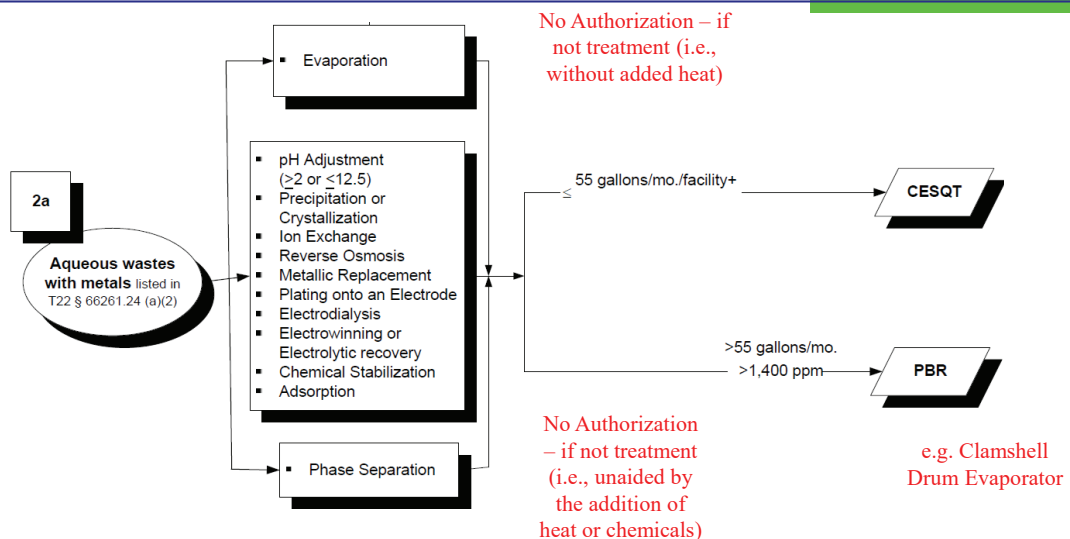 No Authorization – if
not treatment (i.e.,
without added heat)
▪ Evaporation
2a
Aqueous wastes
with metals listed in
T22 § 66261.24 (a)(2)
▪ pH Adjustment
(>2 or <12.5)
▪ Precipitation or
Crystallization
▪ Ion Exchange
▪ Reverse Osmosis
▪ Metallic Replacement
▪ Plating onto an Electrode
▪ Electrodialysis
▪ Electrowinning or
Electrolytic recovery
▪ Chemical Stabilization
▪ Adsorption
▪ Phase Separation
≤ 55 gallons/mo./facility+
CESQT
>55 gallons/mo.
>1,400 ppm
PBR
No Authorization
– if not treatment
(i.e., unaided by
the addition of
heat or chemicals)
e.g. Clamshell
Drum Evaporator